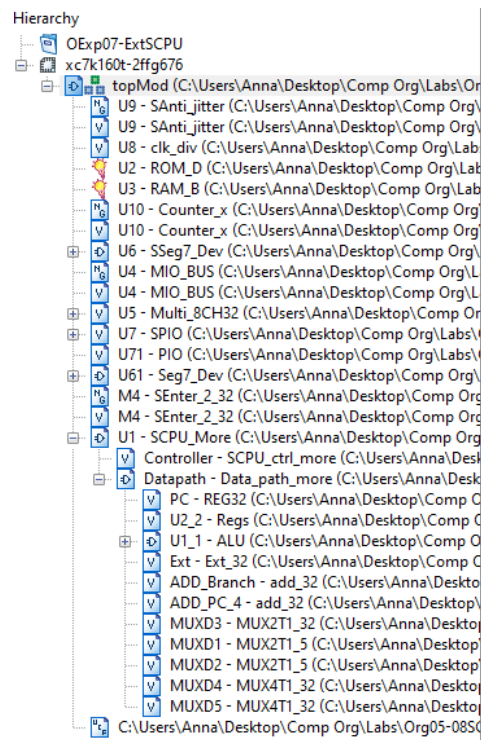 Hierarchy
OExp07-ExtSCPU
xc7k160t-2ffg676
topMod (C:\Users\Anna\Desktop\Comp Org\Labs\Or
U9 - SAnti_jitter (C:\Users\Anna\Desktop\Comp Org\
U9 - SAnti_jitter (C:\Users\Anna\Desktop\Comp Org\
U8 - clk_div (C:\Users\Anna\Desktop\Comp Org\Lab
U2 - ROM_D (C:\Users\Anna\Desktop\Comp Org\Lab
U3 - RAM_B (C:\Users\Anna\Desktop\Comp Org\Lab
U10 - Counter_x (C:\Users\Anna\Desktop\Comp Org\
U10 - Counter_x (C:\Users\Anna\Desktop\Comp Org\
U6 - SSeg7_Dev (C:\Users\Anna\Desktop\Comp Org\
U4 - MIO_BUS (C:\Users\Anna\Desktop\Comp Org\L
U4 - MIO_BUS (C:\Users\Anna\Desktop\Comp Org\L
U5 - Multi_8CH32 (C:\Users\Anna\Desktop\Comp Or
U7 - SPIO (C:\Users\Anna\Desktop\Comp Org\Labs\
U71 - PIO (C:\Users\Anna\Desktop\Comp Org\Labs\
U61 - Seg7_Dev (C:\Users\Anna\Desktop\Comp Org\
M4 - SEnter_2_32 (C:\Users\Anna\Desktop\Comp Org
M4 - SEnter_2_32 (C:\Users\Anna\Desktop\Comp Org
U1 - SCPU_More (C:\Users\Anna\Desktop\Comp Org
Controller - SCPU_ctrl_more (C:\Users\Anna\Desk
Datapath - Data_path_more (C:\Users\Anna\Desk
PC - REG32 (C:\Users\Anna\Desktop\Comp O
U2_2 - Regs (C:\Users\Anna\Desktop\Comp O
U1_1 - ALU (C:\Users\Anna\Desktop\Comp O
Ext - Ext_32 (C:\Users\Anna\Desktop\Comp C
ADD_Branch - add_32 (C:\Users\Anna\Deskto
ADD_PC_4 - add_32 (C:\Users\Anna\Desktop\
MUXD3 - MUX2T1_32 (C:\Users\Anna\Desktop
MUXD1 - MUX2T1_5 (C:\Users\Anna\Desktop\
MUXD2 - MUX2T1_5 (C:\Users\Anna\Desktop\
MUXD4 - MUX4T1_32 (C:\Users\Anna\Desktop
MUXD5 - MUX4T1_32 (C:\Users\Anna\Desktop
C:\Users\Anna\Desktop\Comp Org\Labs\Org05-08SC